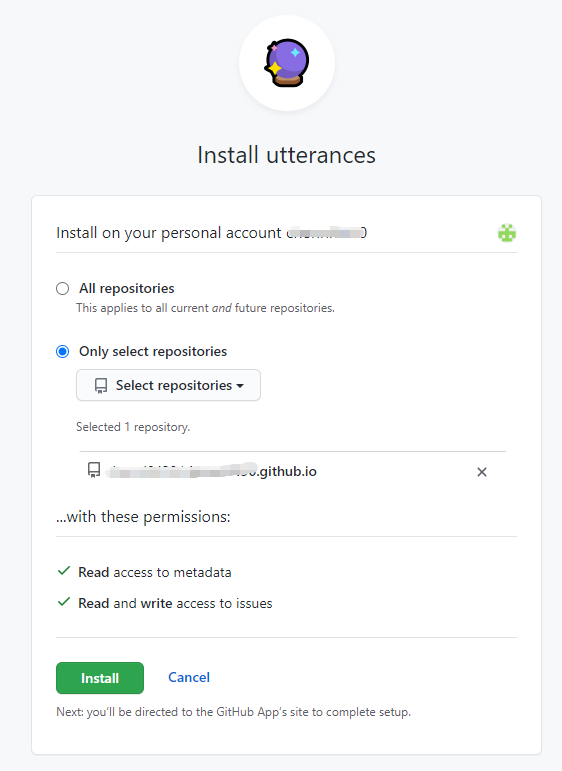 Install utterances
Install on your personal account
All repositories
This applies to all current and future repositories.
Only select repositories
Select repositories
Selected 1 repository.
.github.io
...with these permissions:
Read access to metadata
Read and write access to issues
Install Cancel
Next: you'll be directed to the GitHub App's site to complete setup.